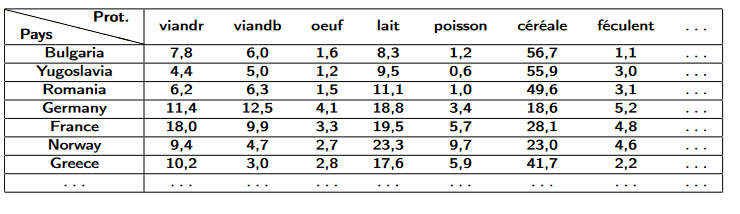 Prot. viandr viandb oeuf lait poisson céréale féculent ...
Pays
Bulgaria 7,8 6,0 1,6 8,3 1,2 56,7 1,1 ...
Yugoslavia 4,4 5,0 1,2 9,5 0,6 55,9 3,0 ...
Romania 6,2 6,3 1,5 11,1 1,0 49,6 3,1 ...
Germany 11,4 12,5 4,1 18,8 3,4 18,6 5,2 ...
France 18,0 9,9 3,3 19,5 5,7 28,1 4,8 ...
Norway 9,4 4,7 2,7 23,3 9,7 23,0 4,6 ...
Greece 10,2 3,0 2,8 17,6 5,9 41,7 2,2 ...
... ... ... ... ... ... ... ... ...